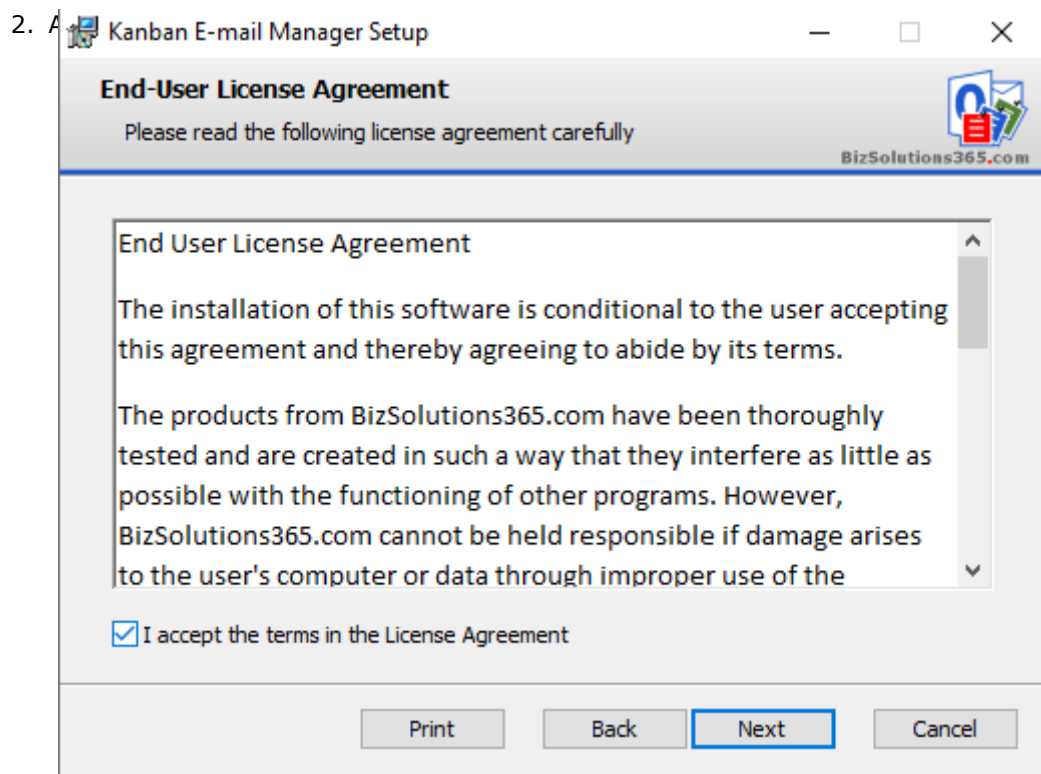 2. A
Kanban E-mail Manager Setup
End-User License Agreement
Please read the following license agreement carefully
BizSolutions365.com
End User License Agreement
The installation of this software is conditional to the user accepting
this agreement and thereby agreeing to abide by its terms.
The products from BizSolutions365.com have been thoroughly
tested and are created in such a way that they interfere as little as
possible with the functioning of other programs. However,
BizSolutions365.com cannot be held responsible if damage arises
to the user's computer or data through improper use of the
I accept the terms in the License Agreement
Print Back Next Cancel